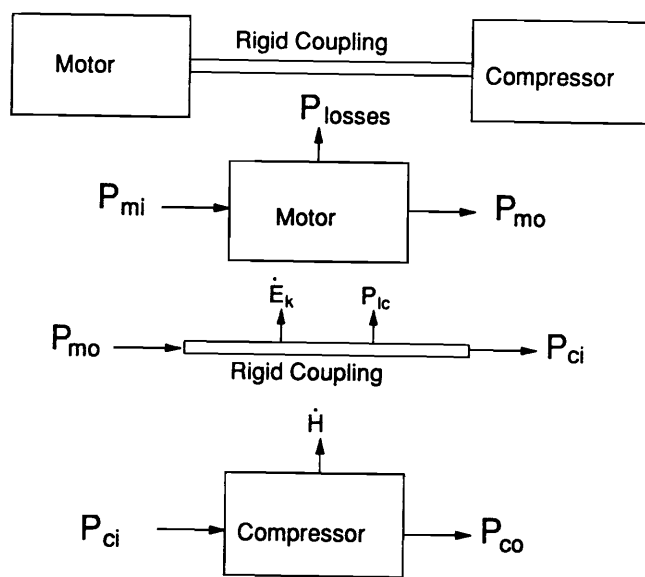 Rigid Coupling
Motor
Compressor
P_losses
P_mi
Motor
P_mo
Ė_k
P_lc
P_mo
P_ci
Rigid Coupling
Ḣ
P_ci
Compressor
P_co